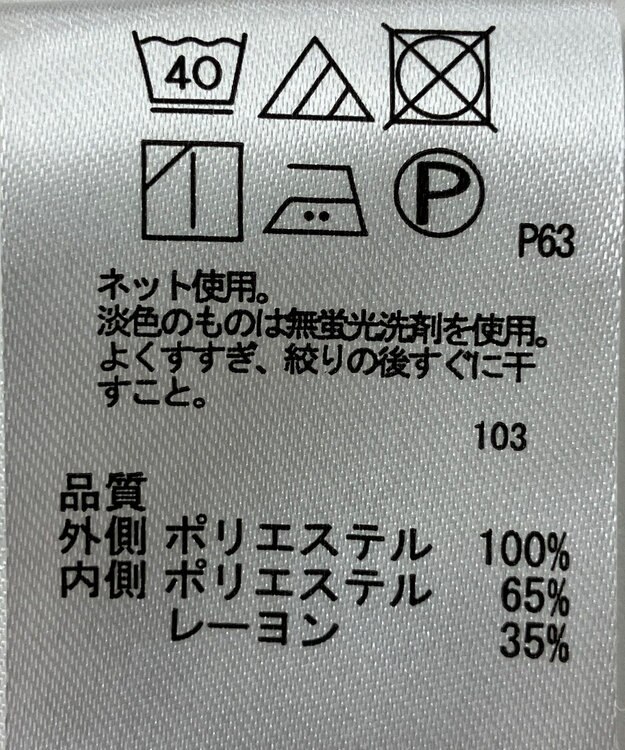 40
P
P63
ネット使用。
淡色のものは無蛍光洗剤を使用。
よくすすぎ、絞りの後すぐに干
すこと。
103
品質
外側 ポリエステル 100%
内側 ポリエステル 65%
レーヨン 35%